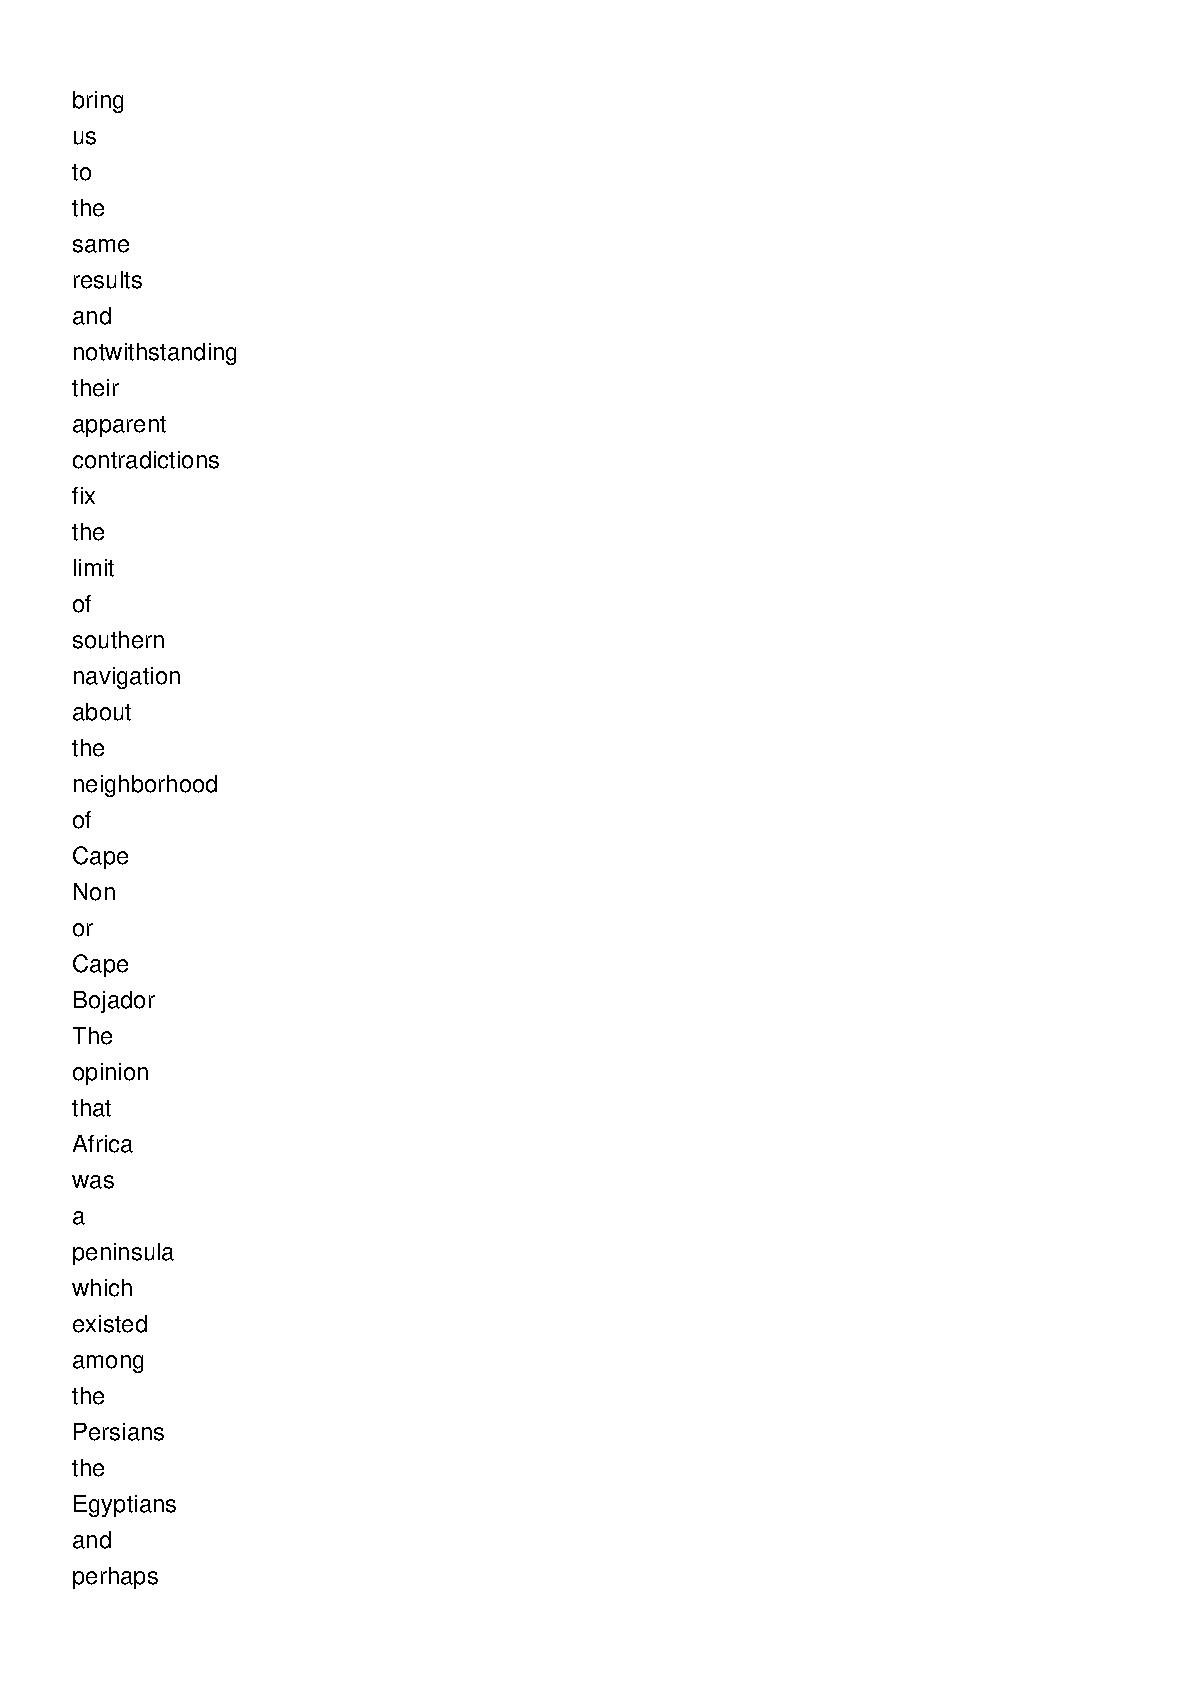 bring
us
to
the
same
results
and
notwithstanding
their
apparent
contradictions
fix
the
limit
of
southern
navigation
about
the
neighborhood
of
Cape
Non
or
Cape
Bojador
The
opinion
that
Africa
was
a
peninsula
which
existed
among
the
Persians
the
Egyptians
and
perhaps